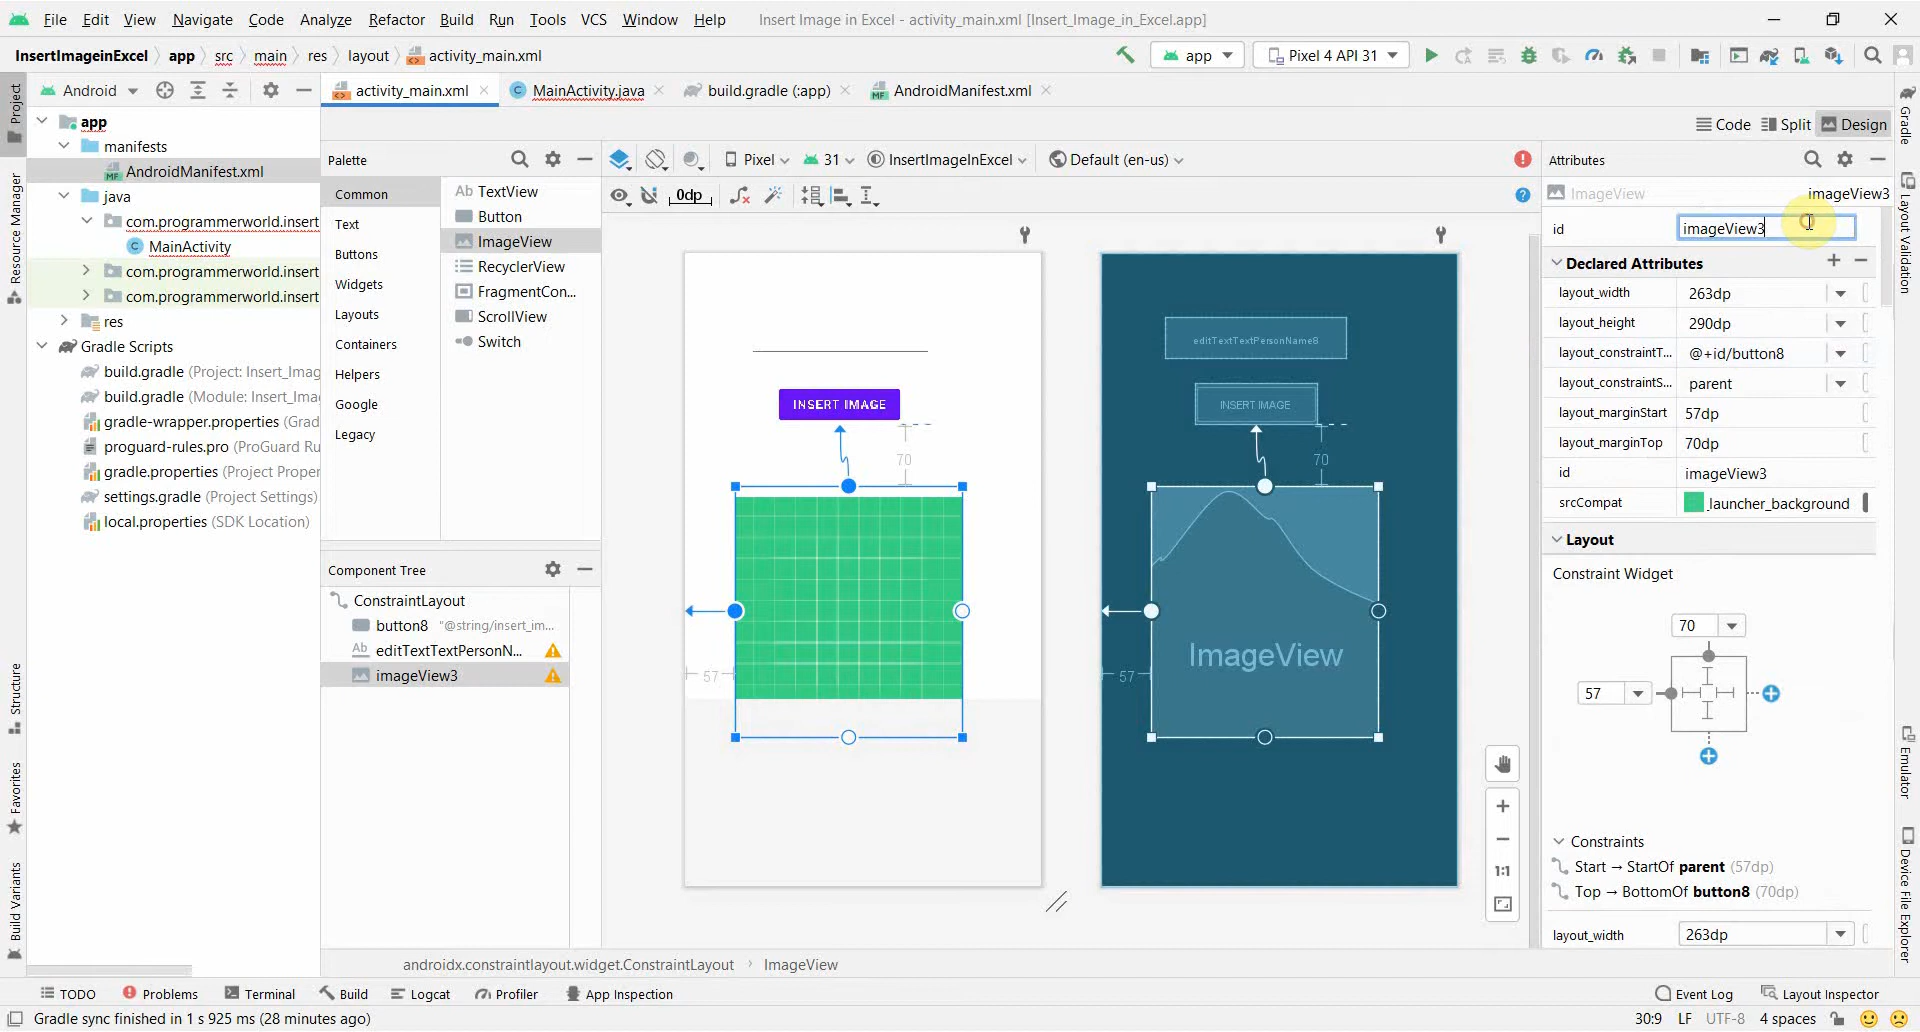 File Edit View Navigate Code Analyze Refactor Build Run Tools VCS Window Help Insert Image in Excel - activity_main.xml [Insert_Image_in_Excel.app]
InsertImageinExcel app src main res layout activity_main.xml app Pixel 4 API 31
Project
Android
activity_main.xml MainActivity.java build.gradle (:app) AndroidManifest.xml
Gradle
app
manifests
AndroidManifest.xml
java
com.programmerworld.insert
MainActivity
com.programmerworld.insert
com.programmerworld.insert
res
Gradle Scripts
build.gradle (Project: Insert_Imag
build.gradle (Module: Insert_Ima
gradle-wrapper.properties (Grad
proguard-rules.pro (ProGuard Ru
gradle.properties (Project Proper
settings.gradle (Project Settings)
local.properties (SDK Location)
Resource Manager
Structure
Favorites
Build Variants
Code Split Design
Palette
Common
Text
Buttons
Widgets
Layouts
Containers
Helpers
Google
Legacy
Ab TextView
Button
ImageView
RecyclerView
FragmentCon...
ScrollView
Switch
Component Tree
ConstraintLayout
button8 "@string/insert_im...
Ab editTextTextPersonN...
imageView3
Pixel 31 InsertImageInExcel Default (en-us)
0dp
INSERT IMAGE
70
57
editTextTextPersonName8
INSERT IMAGE
70
ImageView
57
1:1
Attributes
ImageView imageView3
id imageView3
Declared Attributes
layout_width 263dp
layout_height 290dp
layout_constraintT... @+id/button8
layout_constraintS... parent
layout_marginStart 57dp
layout_marginTop 70dp
id imageView3
srcCompat launcher_background
Layout
Constraint Widget
70
57
Constraints
Start → StartOf parent (57dp)
Top → BottomOf button8 (70dp)
layout_width 263dp
Layout Validation
Emulator
Device File Explorer
androidx.constraintlayout.widget.ConstraintLayout ImageView
TODO Problems Terminal Build Logcat Profiler App Inspection Event Log Layout Inspector
Gradle sync finished in 1 s 925 ms (28 minutes ago) 30:9 LF UTF-8 4 spaces